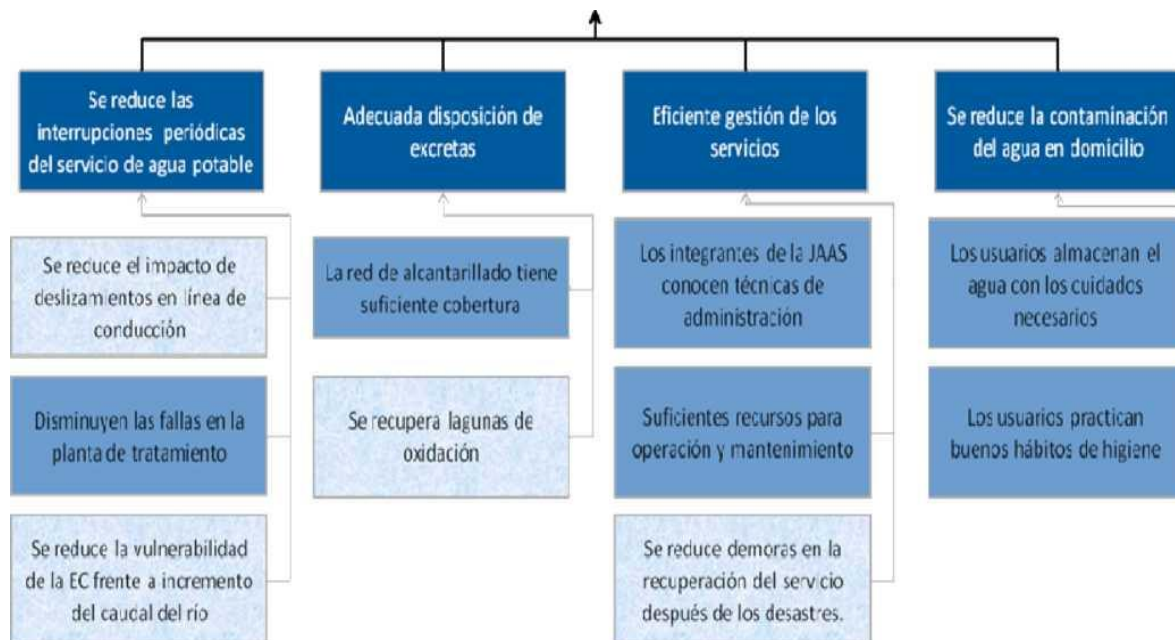 Se reduce las
interrupciones periódicas
del servicio de agua potable
Adecuada disposición de
excretas
Eficiente gestión de los
servicios
Se reduce la contaminación
del agua en domicilio
Se reduce el impacto de
deslizamientos en línea de
conducción
La red de alcantarillado tiene
suficiente cobertura
Los integrantes de la JAAS
conocen técnicas de
administración
Los usuarios almacenan el
agua con los cuidados
necesarios
Disminuyen las fallas en la
planta de tratamiento
Se recupera lagunas de
oxidación
Suficientes recursos para
operación y mantenimiento
Los usuarios practican
buenos hábitos de higiene
Se reduce la vulnerabilidad
de la EC frente a incremento
del caudal del río
Se reduce demoras en la
recuperación del servicio
después de los desastres.